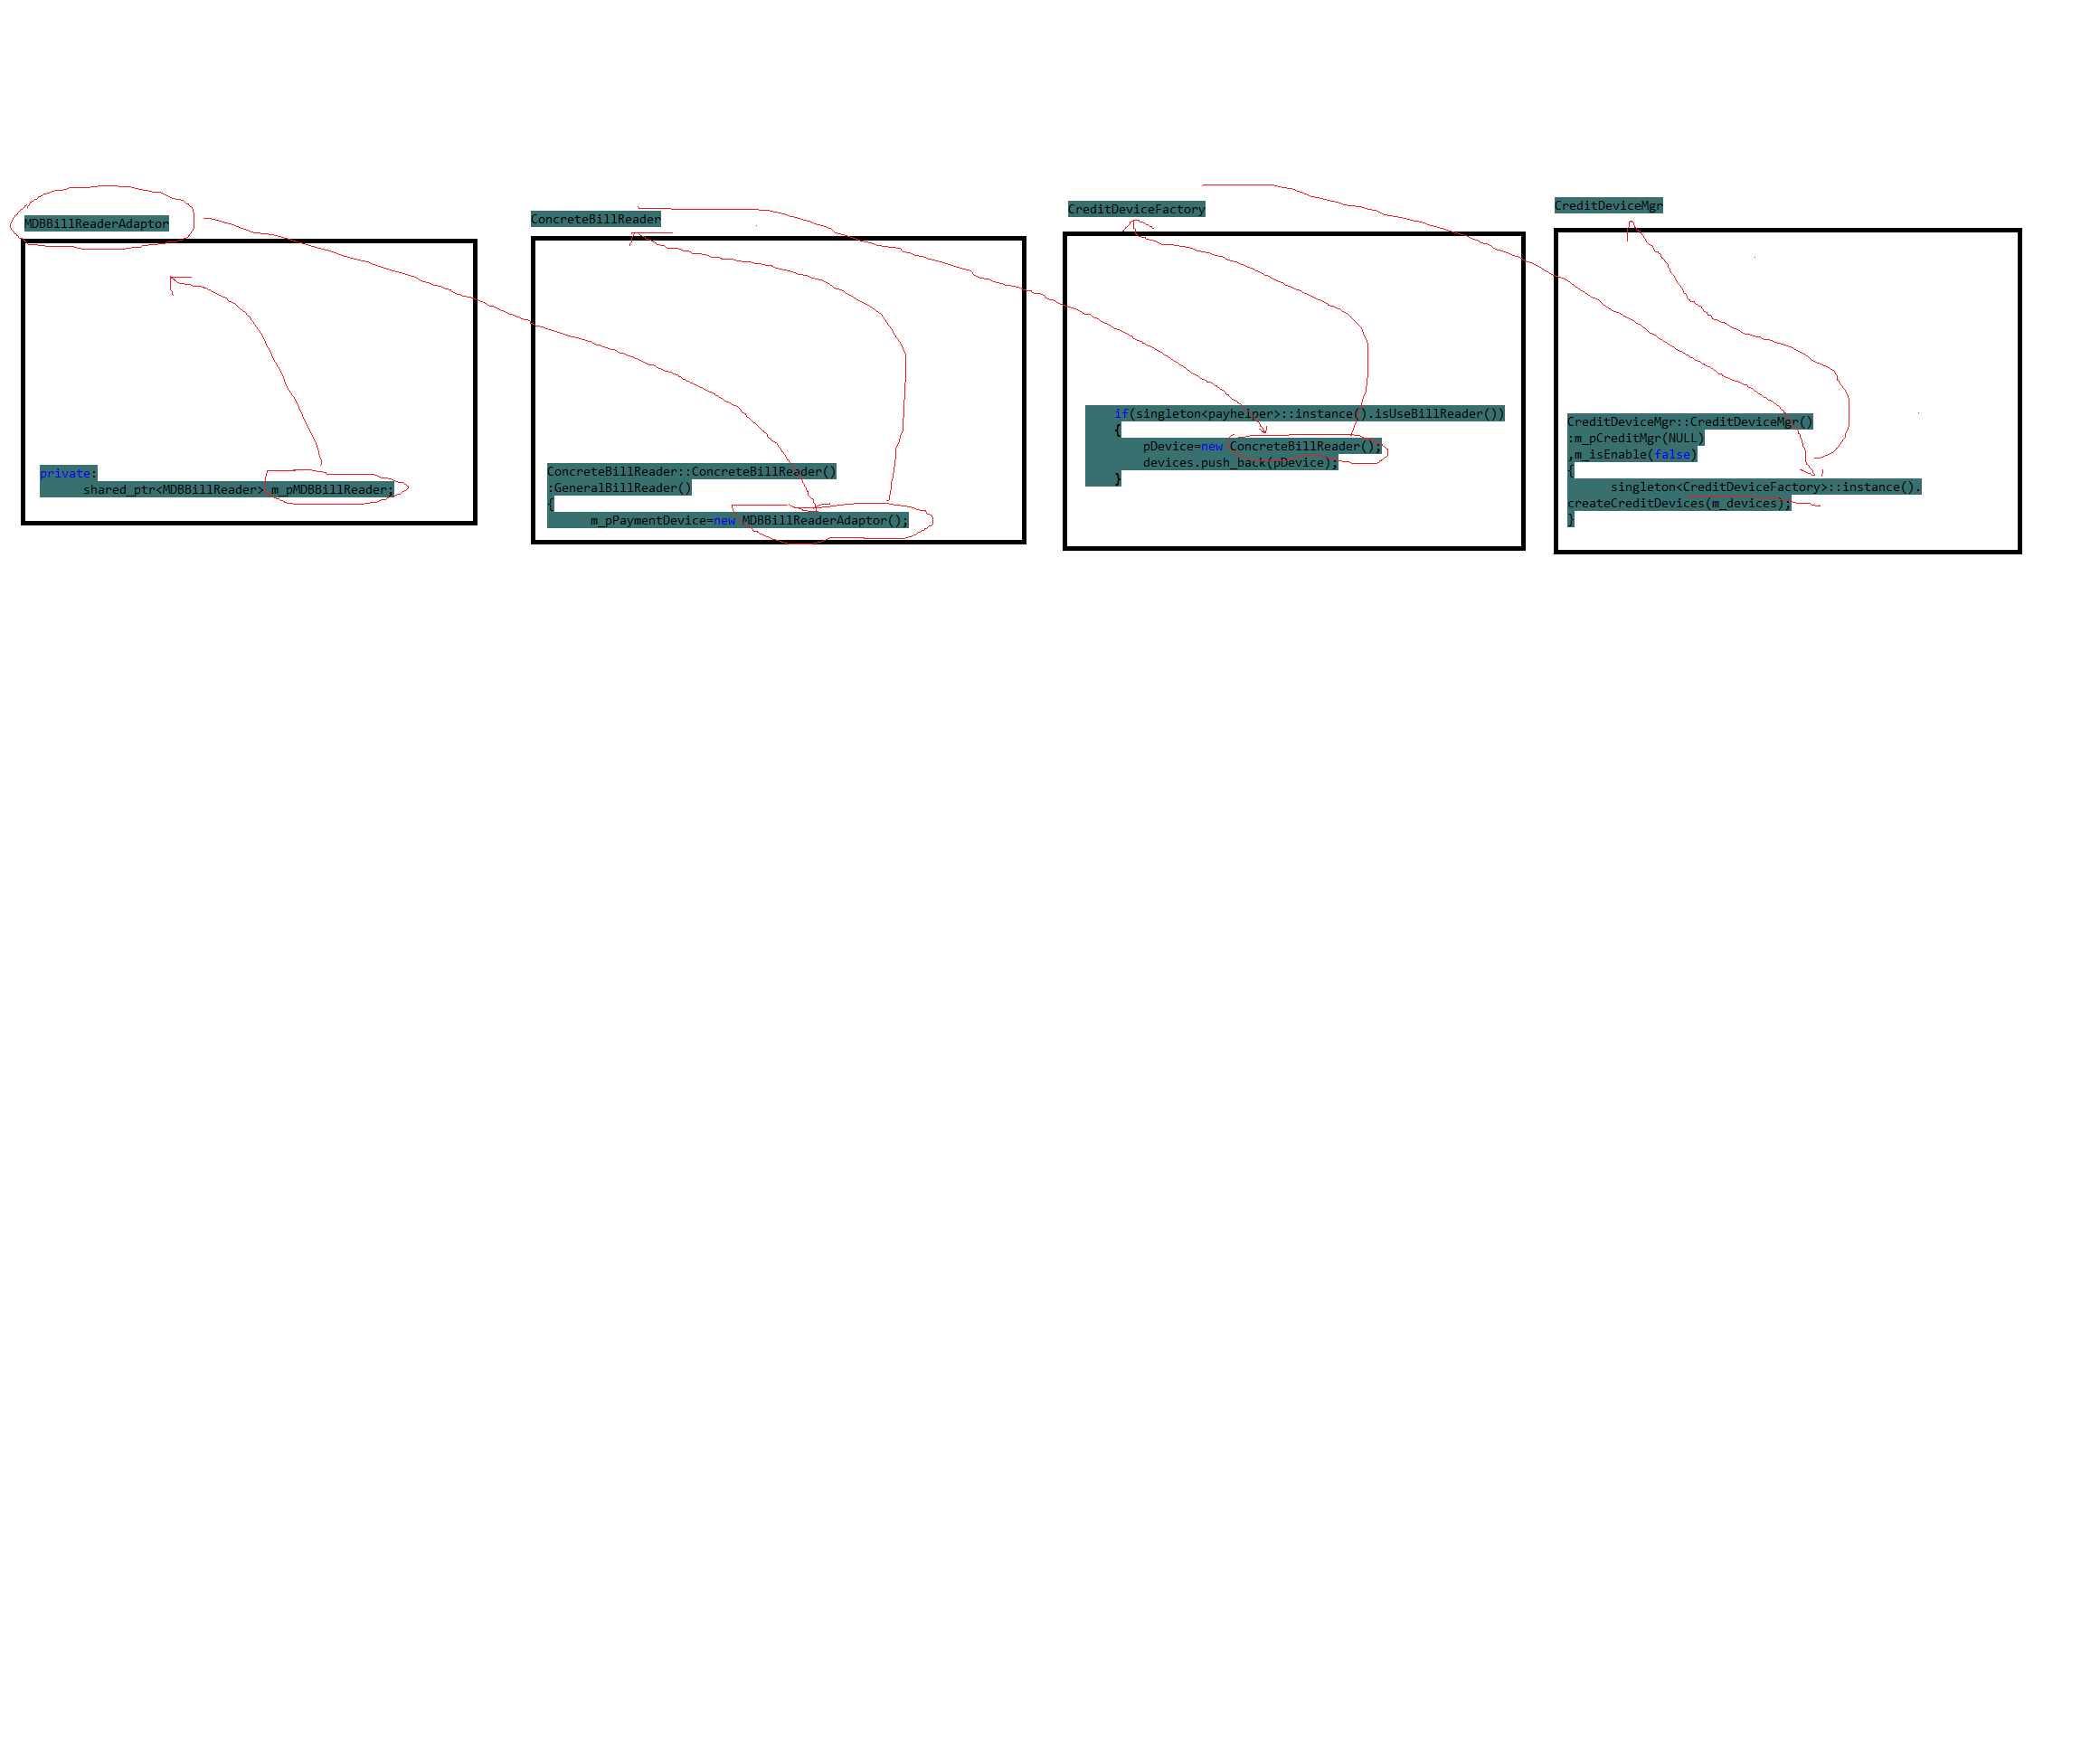 MDBBillReaderAdaptor
private:
shared_ptr<MDBBillReader> m_pMDBBillReader;
ConcreteBillReader
ConcreteBillReader::ConcreteBillReader()
:GeneralBillReader()
{
m_pPaymentDevice=new MDBBillReaderAdaptor();
CreditDeviceFactory
if(singleton<payhelper>::instance().isUseBillReader())
{
pDevice=new ConcreteBillReader();
devices.push_back(pDevice);
}
CreditDeviceMgr
CreditDeviceMgr::CreditDeviceMgr()
:m_pCreditMgr(NULL)
,m_isEnable(false)
{
singleton<CreditDeviceFactory>::instance().
createCreditDevices(m_devices);
}